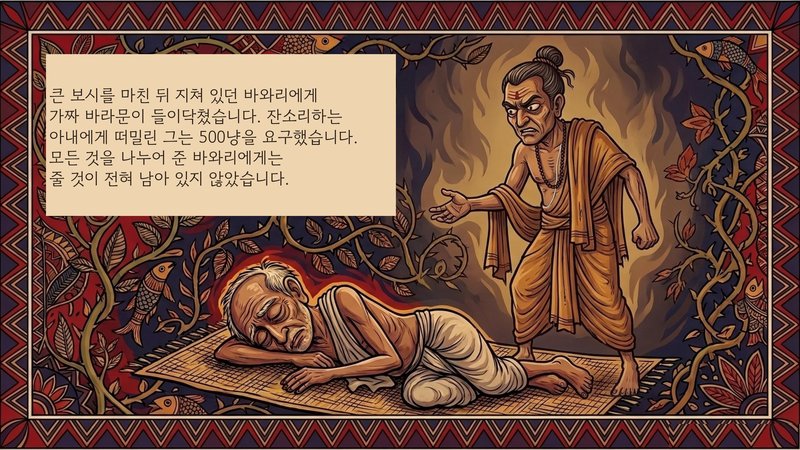 큰 보시를 마친 뒤 지쳐 있던 바와리에게
가짜 바라문이 들이닥쳤습니다. 잔소리하는
아내에게 떠밀린 그는 500냥을 요구했습니다.
모든 것을 나누어 준 바와리에게는
줄 것이 전혀 남아 있지 않았습니다.